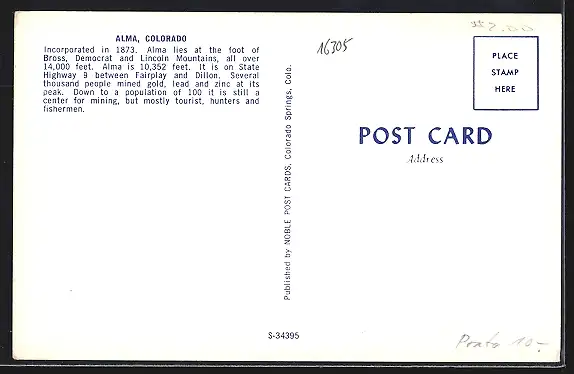 ALMA, COLORADO
Incorporated in 1873. Alma lies at the foot of
Bross, Democrat and Lincoln Mountains, all over
14,000 feet. Alma is 10,352 feet. It is on State
Highway 9 between Fairplay and Dillon. Several
thousand people mined gold, lead and zinc at its
peak. Down to a population of 100 it is still a
center for mining, but mostly tourist, hunters and
fishermen.
Published by NOBLE POST CARDS, Colorado Springs, Colo.
S-34395
16305
PLACE
STAMP
HERE
POST CARD
Address
10-